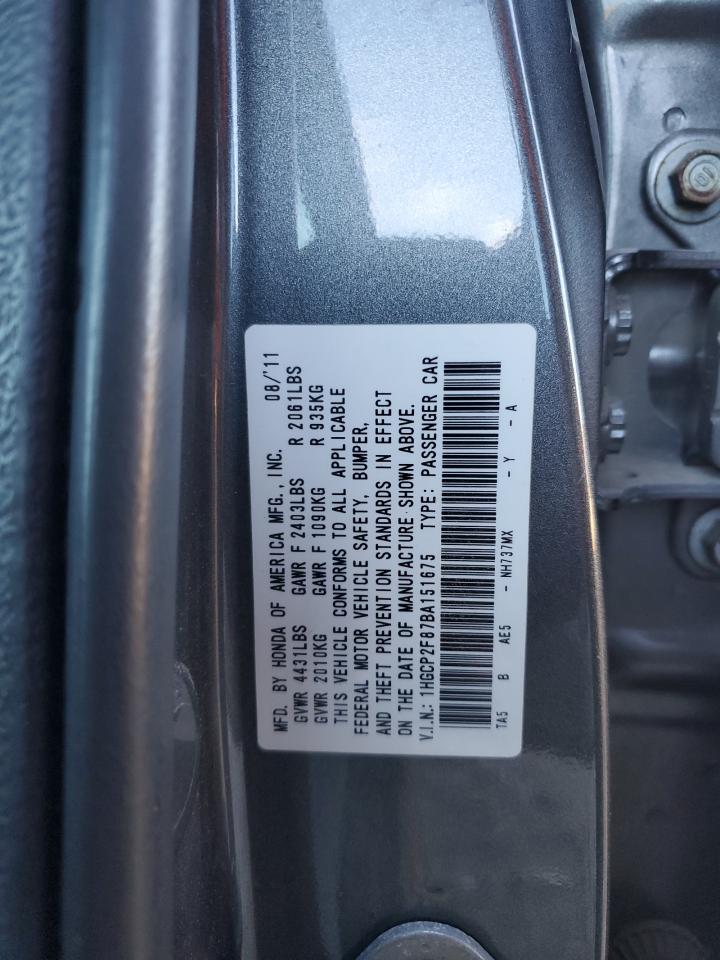 MFD. BY HONDA OF AMERICA MFG., INC. 08/'11
GVWR 4431LBS GAWR F 2403LBS R 2061LBS
GVWR 2010KG GAWR F 1090KG R 935KG
THIS VEHICLE CONFORMS TO ALL APPLICABLE
FEDERAL MOTOR VEHICLE SAFETY, BUMPER,
AND THEFT PREVENTION STANDARDS IN EFFECT
ON THE DATE OF MANUFACTURE SHOWN ABOVE.
V.I.N.: 1HGCP2F87BA151675 TYPE: PASSENGER CAR
TA5 B AE5 - NH737MX - Y - A